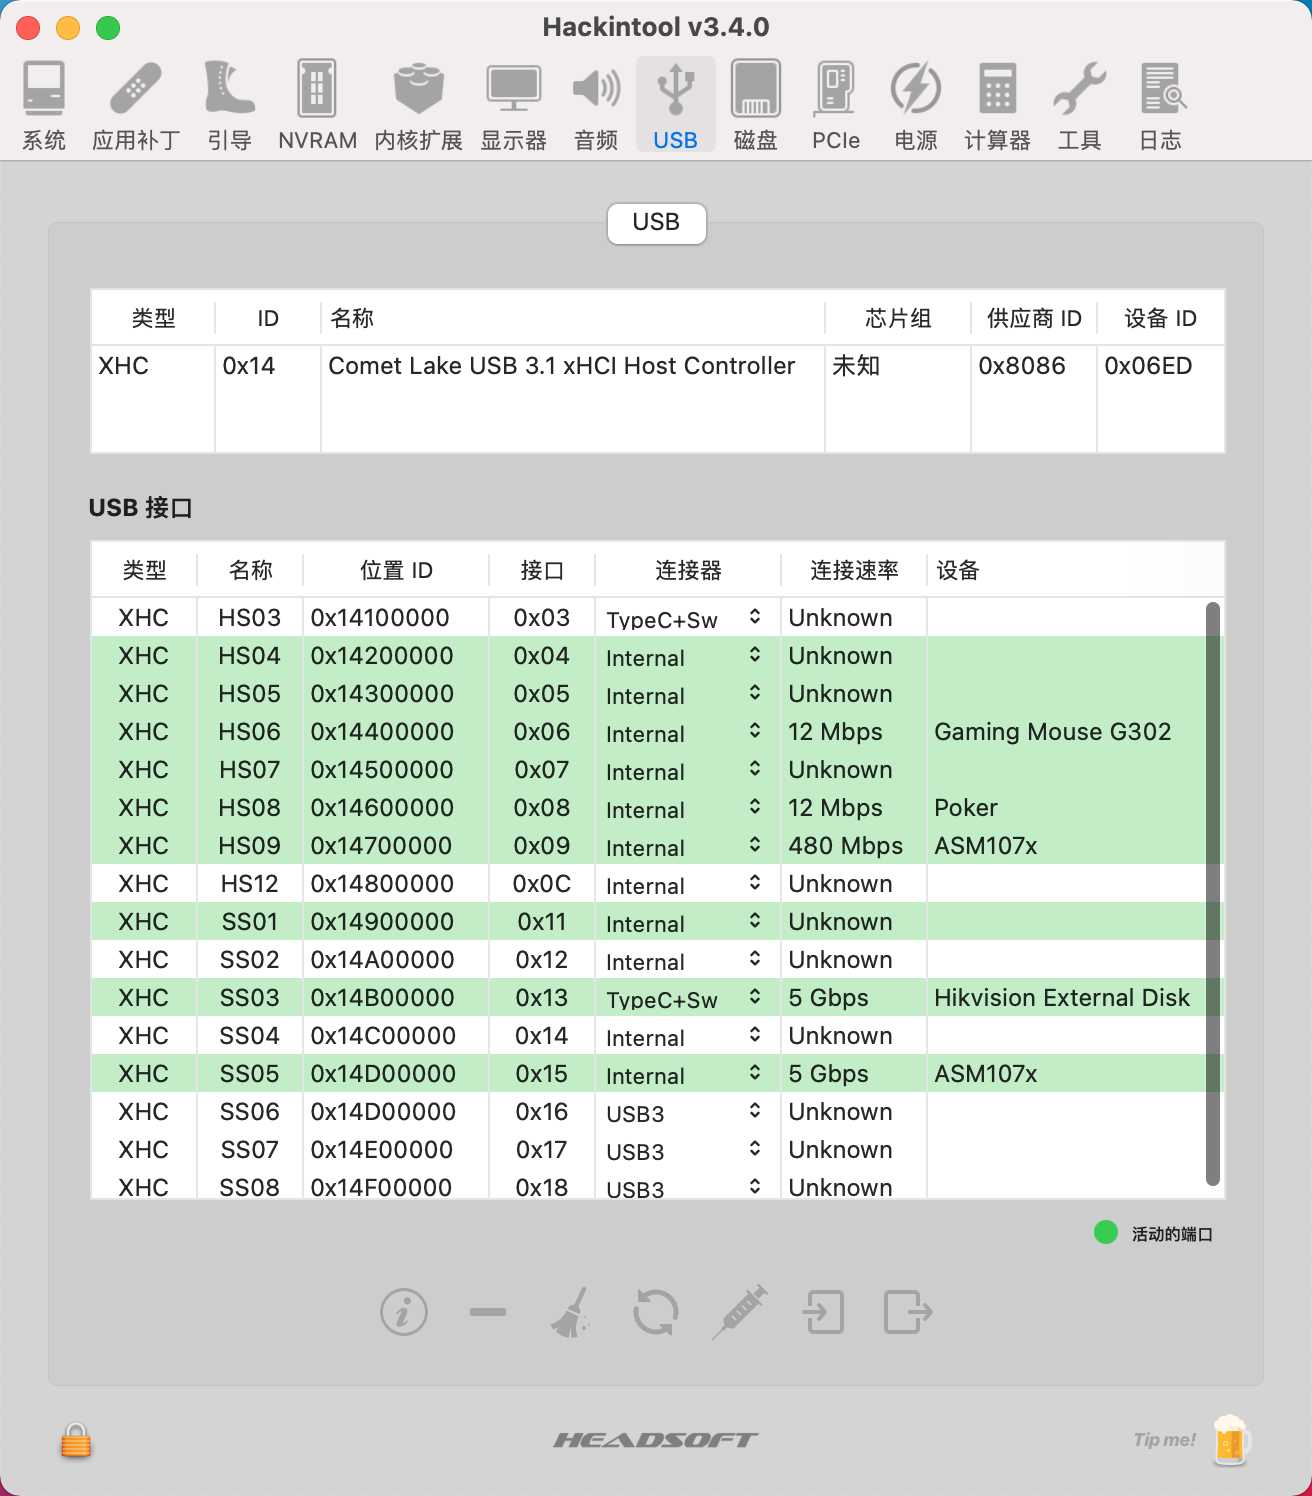 Hackintool v3.4.0
系统 应用补丁 引导 NVRAM 内核扩展 显示器 音频 USB 磁盘 PCIe 电源 计算器 工具 日志
USB
类型 ID 名称 芯片组 供应商 ID 设备 ID
XHC 0x14 Comet Lake USB 3.1 xHCI Host Controller 未知 0x8086 0x06ED
USB 接口
类型 名称 位置 ID 接口 连接器 连接速率 设备
XHC HS03 0x14100000 0x03 TypeC+Sw Unknown
XHC HS04 0x14200000 0x04 Internal Unknown
XHC HS05 0x14300000 0x05 Internal Unknown
XHC HS06 0x14400000 0x06 Internal 12 Mbps Gaming Mouse G302
XHC HS07 0x14500000 0x07 Internal Unknown
XHC HS08 0x14600000 0x08 Internal 12 Mbps Poker
XHC HS09 0x14700000 0x09 Internal 480 Mbps ASM107x
XHC HS12 0x14800000 0x0C Internal Unknown
XHC SS01 0x14900000 0x11 Internal Unknown
XHC SS02 0x14A00000 0x12 Internal Unknown
XHC SS03 0x14B00000 0x13 TypeC+Sw 5 Gbps Hikvision External Disk
XHC SS04 0x14C00000 0x14 Internal Unknown
XHC SS05 0x14D00000 0x15 Internal 5 Gbps ASM107x
XHC SS06 0x14D00000 0x16 USB3 Unknown
XHC SS07 0x14E00000 0x17 USB3 Unknown
XHC SS08 0x14F00000 0x18 USB3 Unknown
活动的端口
HEADSOFT
Tip me!